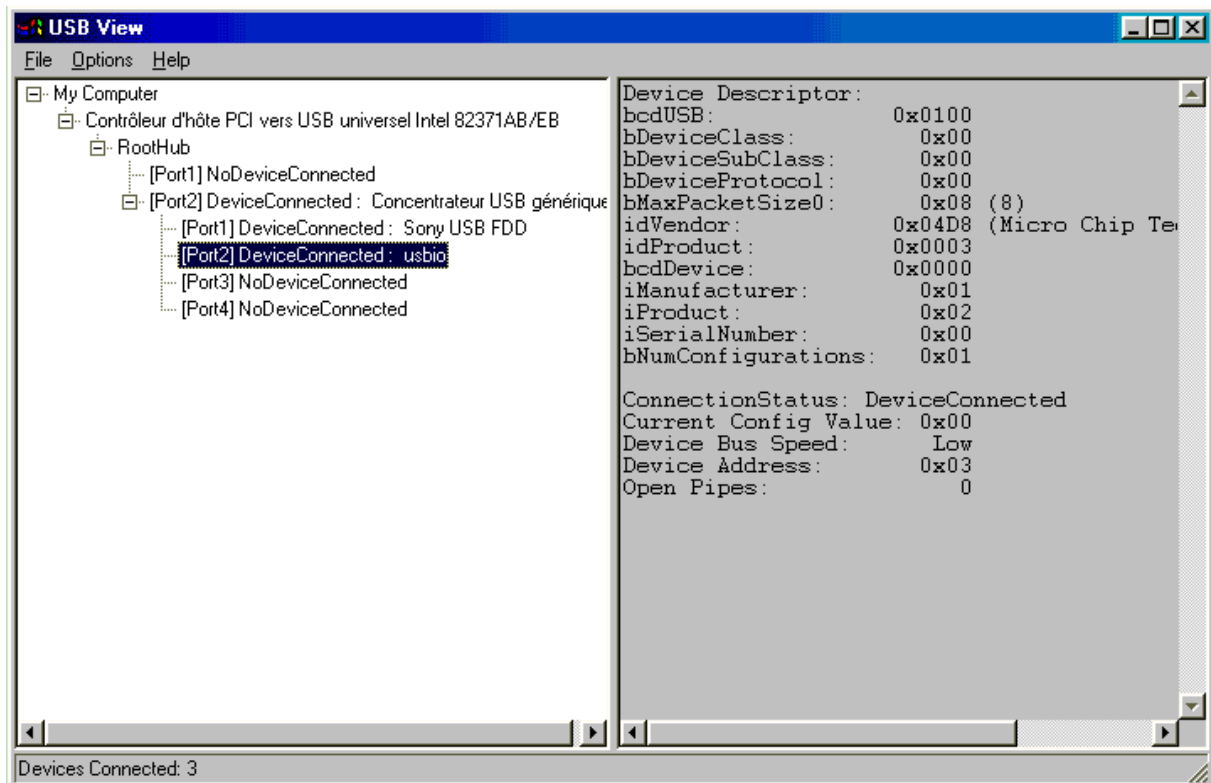 USB View
File Options Help
My Computer
Contrôleur d'hôte PCI vers USB universel Intel 82371AB/EB
RootHub
[Port1] NoDeviceConnected
[Port2] DeviceConnected : Concentrateur USB générique
[Port1] DeviceConnected : Sony USB FDD
[Port2] DeviceConnected : usbio
[Port3] NoDeviceConnected
[Port4] NoDeviceConnected
Device Descriptor:
bcdUSB: 0x0100
bDeviceClass: 0x00
bDeviceSubClass: 0x00
bDeviceProtocol: 0x00
bMaxPacketSize0: 0x08 (8)
idVendor: 0x04D8 (Micro Chip Te
idProduct: 0x0003
bcdDevice: 0x0000
iManufacturer: 0x01
iProduct: 0x02
iSerialNumber: 0x00
bNumConfigurations: 0x01
ConnectionStatus: DeviceConnected
Current Config Value: 0x00
Device Bus Speed: Low
Device Address: 0x03
Open Pipes: 0
Devices Connected: 3